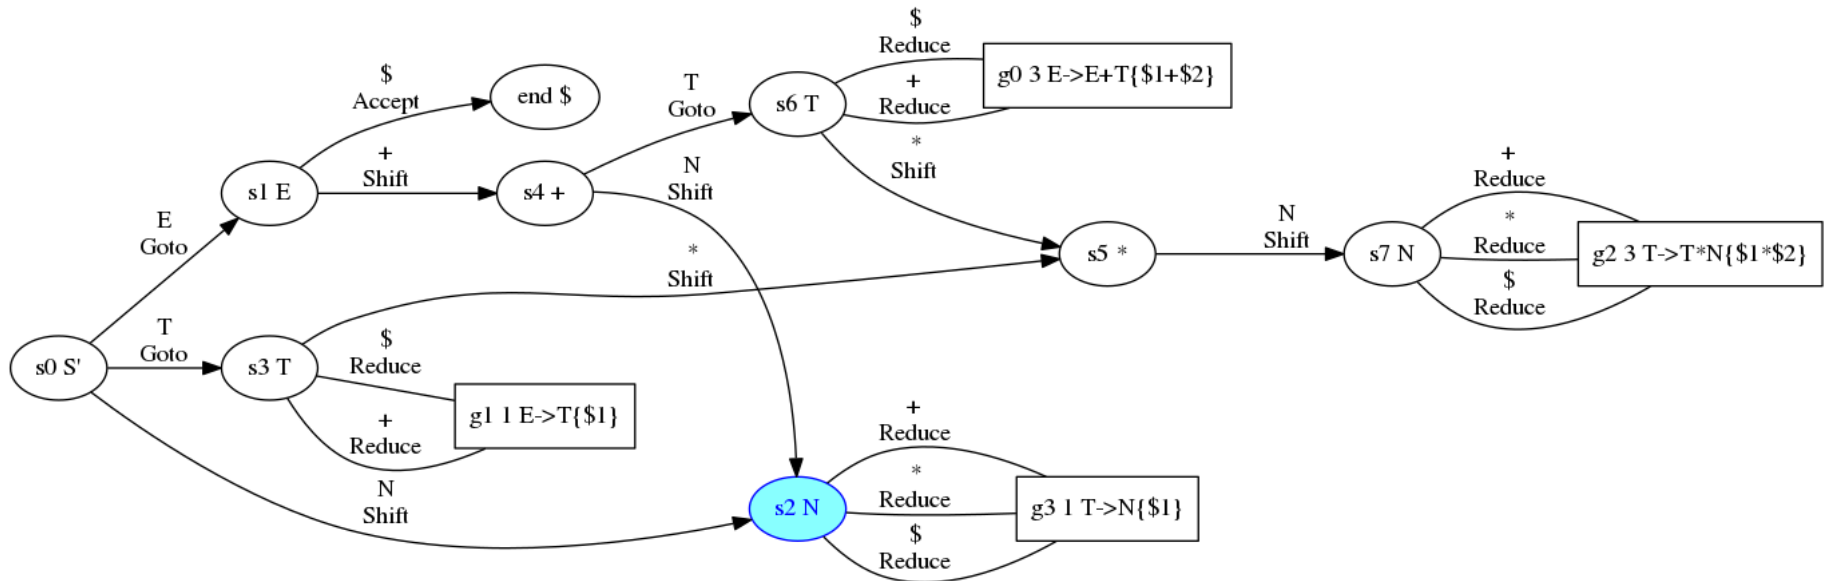 $
Reduce
g0 3 E->E+T{$1+$2}
+
Reduce
$
Accept
end $
T
Goto
s6 T
*
Shift
+
Shift
s1 E
s4 +
N
Shift
+
Reduce
E
Goto
*
Shift
s5 *
N
Shift
s7 N
*
Reduce
g2 3 T->T*N{$1*$2}
$
Reduce
s0 S'
T
Goto
s3 T
$
Reduce
g1 1 E->T{$1}
+
Reduce
N
Shift
+
Reduce
s2 N
*
Reduce
g3 1 T->N{$1}
$
Reduce